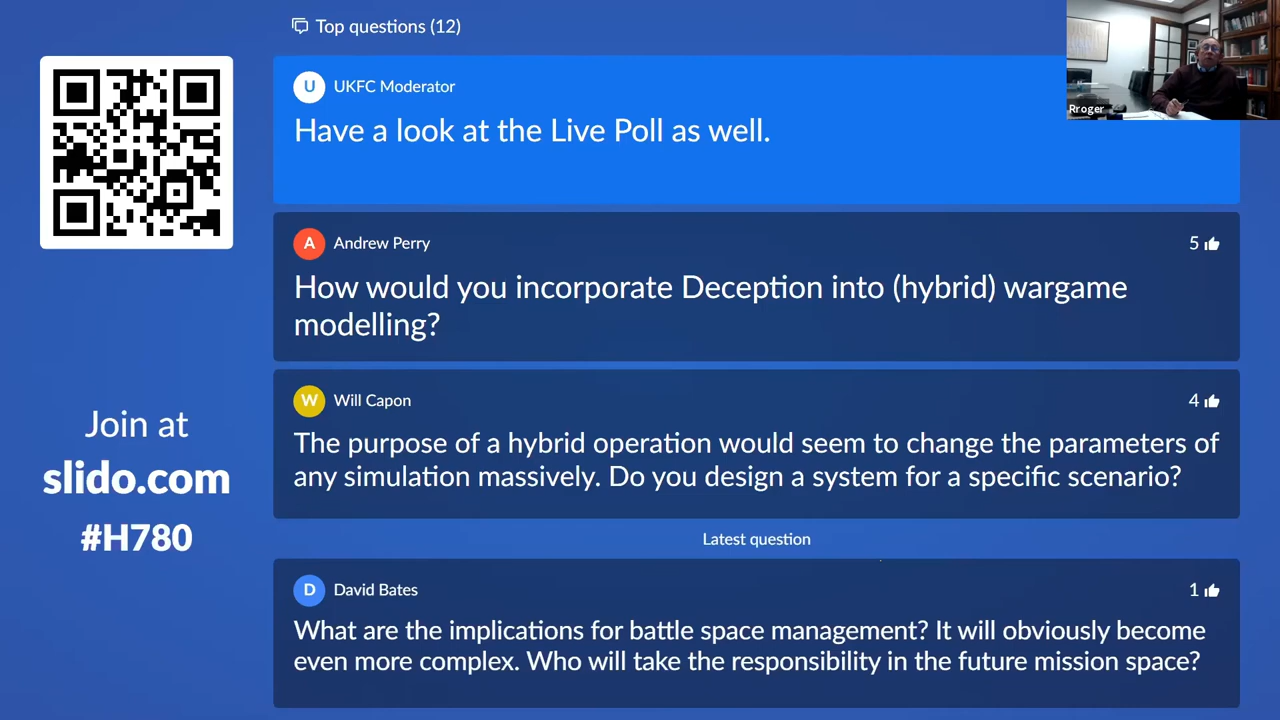 Top questions (12)
Rroger
U UKFC Moderator
Have a look at the Live Poll as well.
A Andrew Perry 5
How would you incorporate Deception into (hybrid) wargame
modelling?
W Will Capon 4
The purpose of a hybrid operation would seem to change the parameters of
any simulation massively. Do you design a system for a specific scenario?
Join at
slido.com
#H780
Latest question
D David Bates 1
What are the implications for battle space management? It will obviously become
even more complex. Who will take the responsibility in the future mission space?